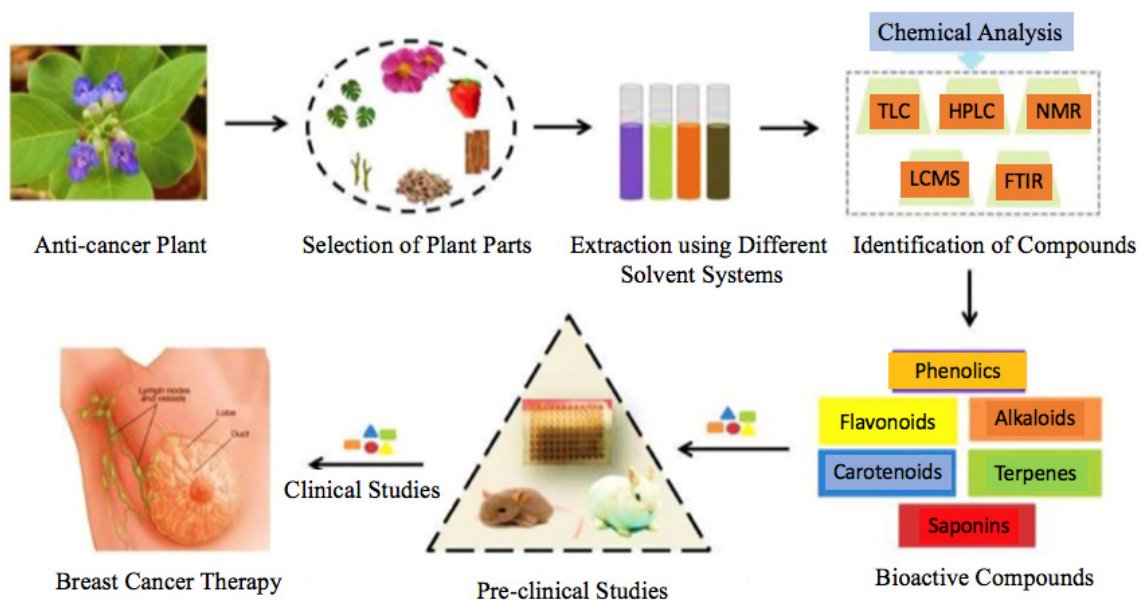 Chemical Analysis
TLC
HPLC
NMR
LCMS
FTIR
Anti-cancer Plant
Selection of Plant Parts
Extraction using Different
Solvent Systems
Identification of Compounds
Phenolics
Flavonoids
Alkaloids
Carotenoids
Terpenes
Saponins
Bioactive Compounds
Pre-clinical Studies
Clinical Studies
Lymph nodes
and vessels
Lobe
Duct
Breast Cancer Therapy